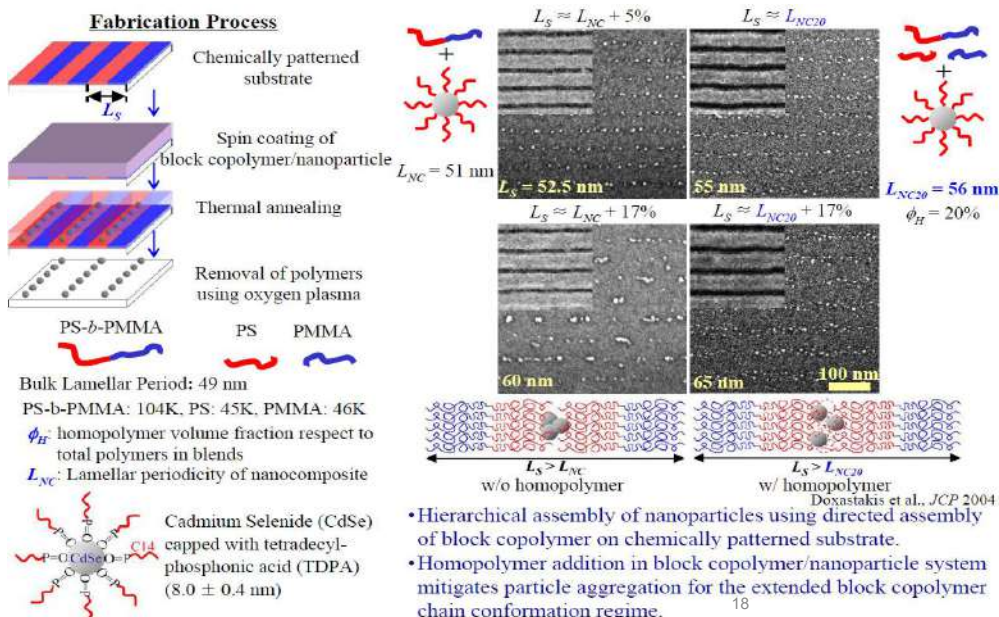 Fabrication Process
Chemically patterned
substrate
L_S
Spin coating of
block copolymer/nanoparticle
Thermal annealing
Removal of polymers
using oxygen plasma
PS-b-PMMA
PS
PMMA
Bulk Lamellar Period: 49 nm
PS-b-PMMA: 104K, PS: 45K, PMMA: 46K
ϕ_H: homopolymer volume fraction respect to
total polymers in blends
L_NC: Lamellar periodicity of nanocomposite
CdSe
C14
P
O
Cadmium Selenide (CdSe)
capped with tetradecyl-
phosphonic acid (TDPA)
(8.0 ± 0.4 nm)
+
L_NC = 51 nm
L_S ≈ L_NC + 5%
L_S ≈ L_NC20
L_S = 52.5 nm
55 nm
+
L_NC20 = 56 nm
ϕ_H = 20%
L_S ≈ L_NC + 17%
L_S ≈ L_NC20 + 17%
60 nm
65 nm
100 nm
L_S > L_NC
w/o homopolymer
L_S > L_NC20
w/ homopolymer
Doxastakis et al., JCP 2004
•Hierarchical assembly of nanoparticles using directed assembly
of block copolymer on chemically patterned substrate.
•Homopolymer addition in block copolymer/nanoparticle system
mitigates particle aggregation for the extended block copolymer
chain conformation regime.
18